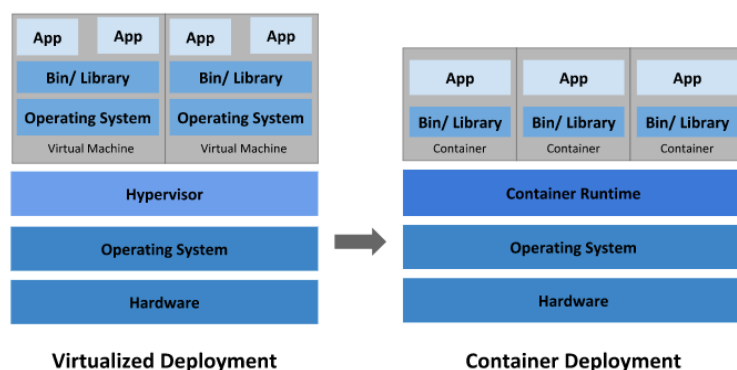 App App App App
Bin/ Library Bin/ Library
Operating System Operating System
Virtual Machine Virtual Machine
Hypervisor
Operating System
Hardware
Virtualized Deployment
App App App
Bin/ Library Bin/ Library Bin/ Library
Container Container Container
Container Runtime
Operating System
Hardware
Container Deployment